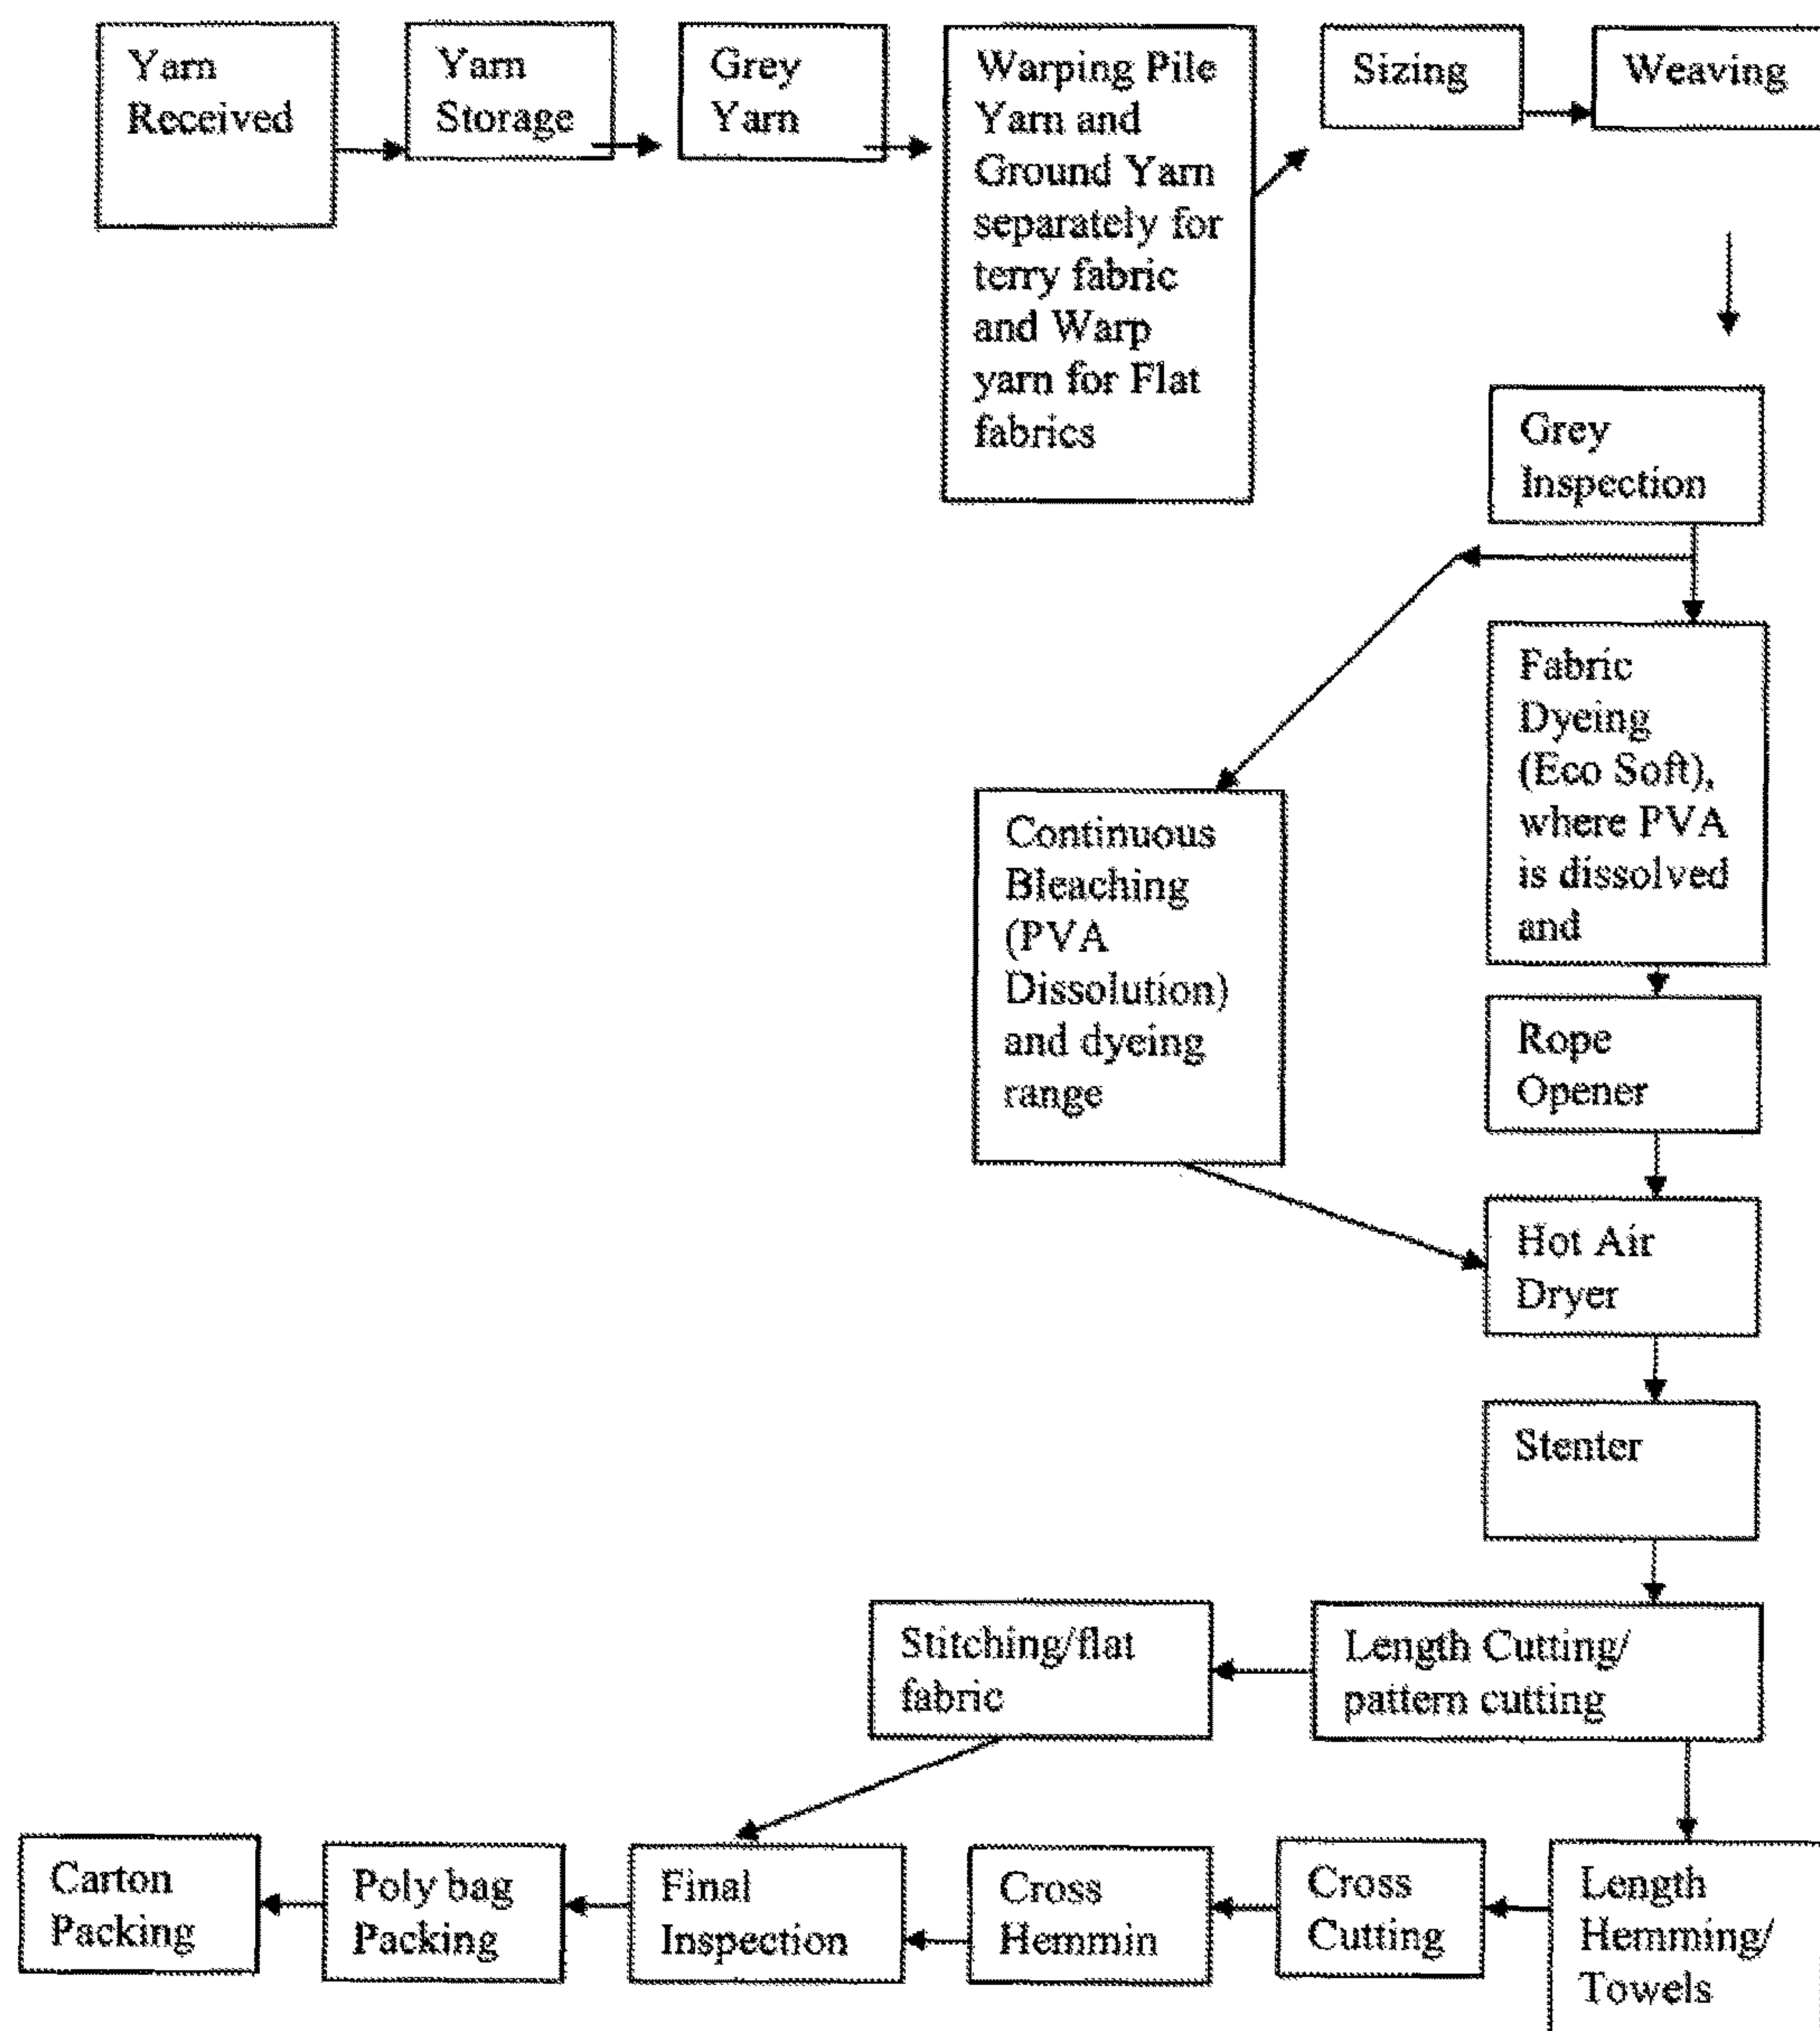 Yarn
Received
Yarn
Storage
Grey
Yarn
Warping Pile
Yarn and
Ground Yarn
separately for
terry fabric
and Warp
yarn for Flat
fabrics
Sizing
Weaving
Grey
Inspection
Fabric
Dyeing
(Eco Soft),
where PVA
is dissolved
and
Continuous
Bleaching
(PVA
Dissolution)
and dyeing
range
Rope
Opener
Hot Air
Dryer
Stenter
Length Cutting/
pattern cutting
Stitching/flat
fabric
Length
Hemming/
Towels
Cross
Cutting
Cross
Hemmin
Final
Inspection
Poly bag
Packing
Carton
Packing